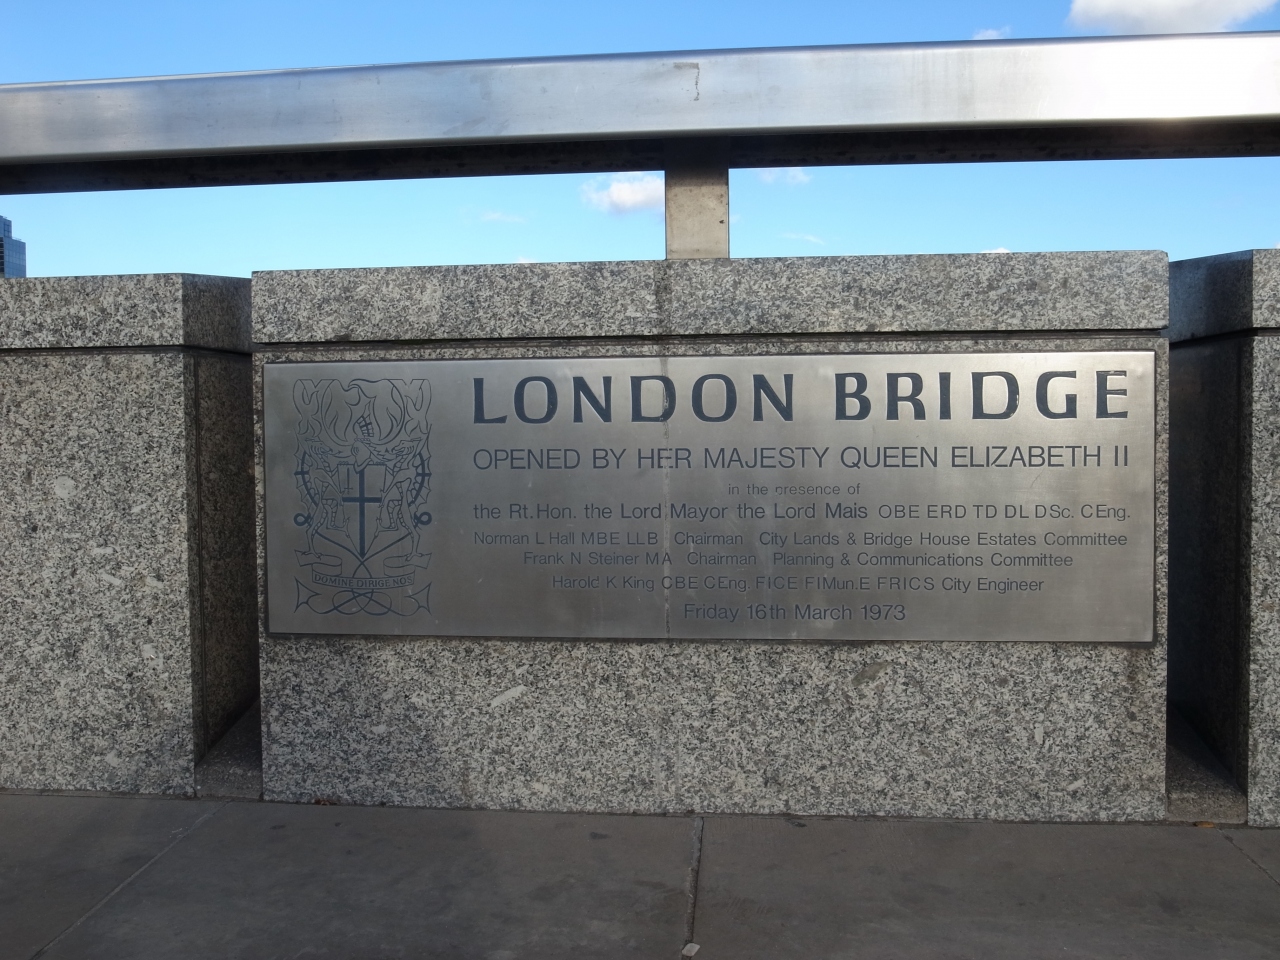 LONDON BRIDGE
OPENED BY HER MAJESTY QUEEN ELIZABETH II
in the presence of
the Rt. Hon. the Lord Mayor the Lord Mais OBE ERD TD DL DSc. CEng.
Norman L Hall MBE LLB Chairman City Lands & Bridge House Estates Committee
Frank N Steiner MA Chairman Planning & Communications Committee
Harold K King CBE CEng. FICE FIMun.E FRICS City Engineer
Friday 16th March 1973
DOMINE DIRIGE NOS